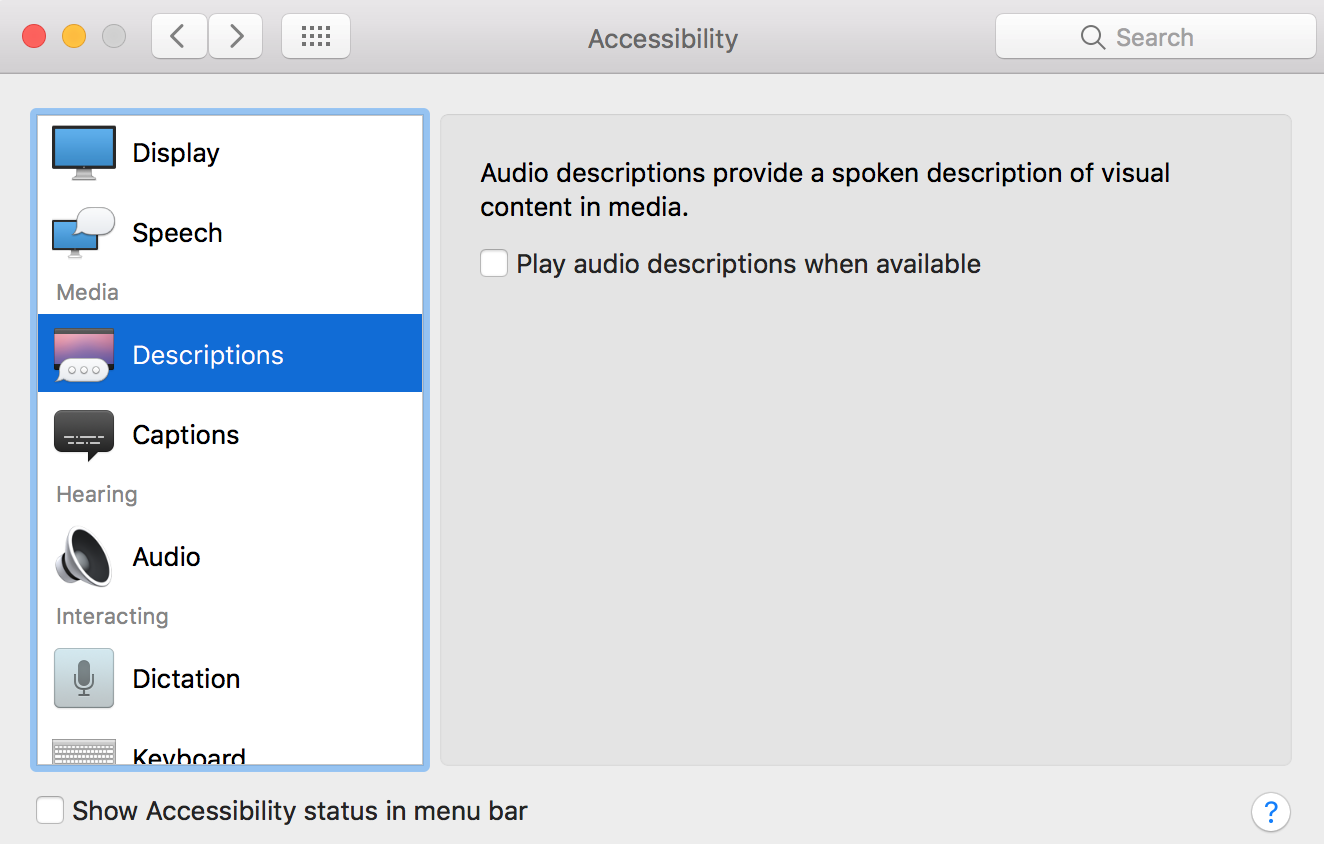 Accessibility
Search
Display
Speech
Media
Descriptions
Captions
Hearing
Audio
Interacting
Dictation
Keyboard
Audio descriptions provide a spoken description of visual
content in media.
Play audio descriptions when available
Show Accessibility status in menu bar
?